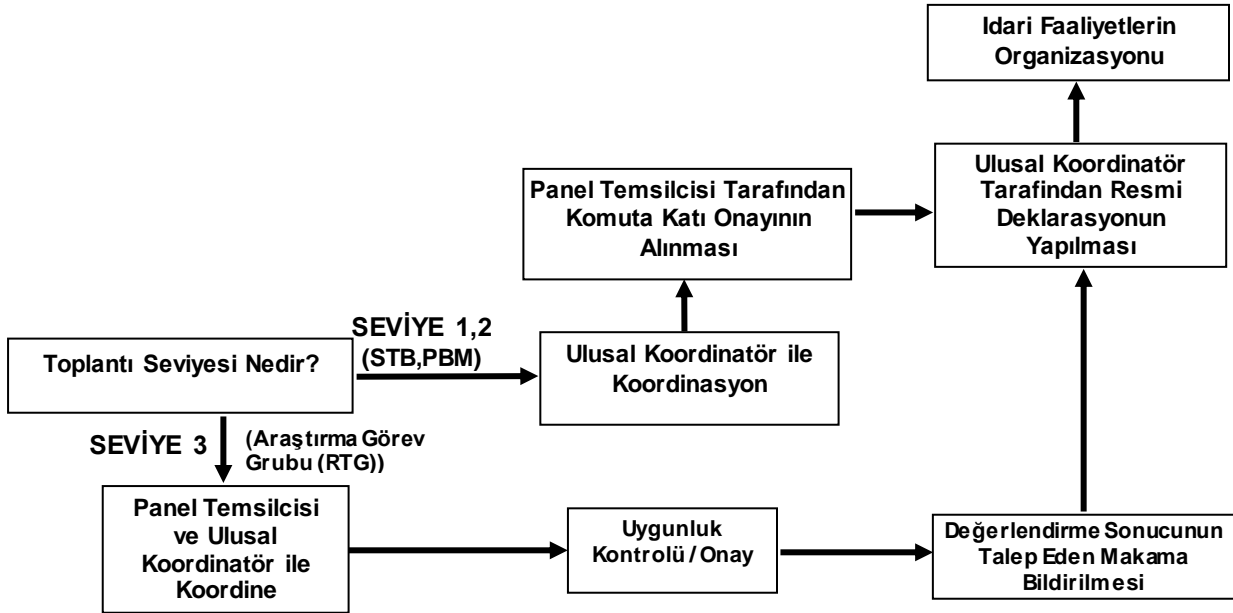 Idari Faaliyetlerin
Organizasyonu
Ulusal Koordinatör
Tarafindan Resmi
Deklarasyonun
Yapılması
Panel Temsilcisi Tarafından
Komuta Katı Onayının
Alınması
SEVİYE 1,2
(STB,PBM)
Toplantı Seviyesi Nedir?
Ulusal Koordinatör ile
Koordinasyon
SEVİYE 3
(Araştırma Görev
Grubu (RTG))
Panel Temsilcisi
ve Ulusal
Koordinatör ile
Koordine
Uygunluk
Kontrolü / Onay
Değerlendirme Sonucunun
Talep Eden Makama
Bildirilmesi